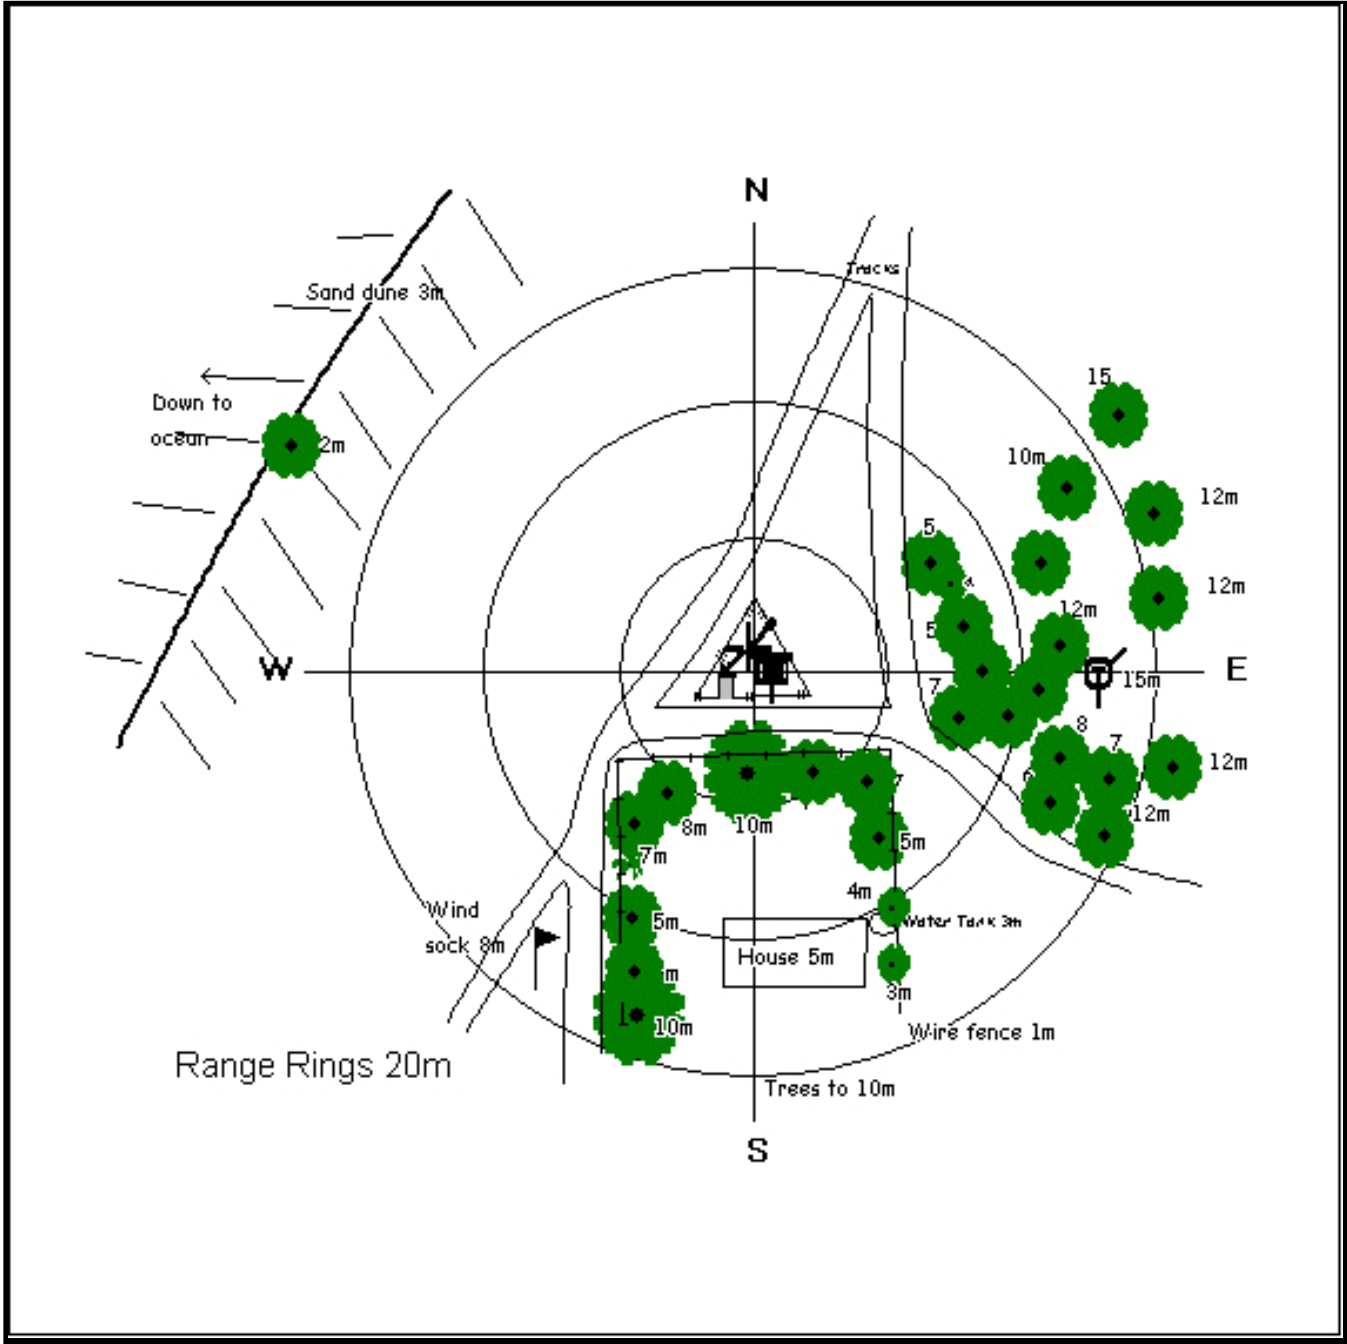 N
Tracks
Sand dune 3m
15
Down to
ocean
2m
10m
12m
5
12m
12m
5
W
E
15m
7
8
7
12m
12m
7
8m
10m
7m
5m
4m
Wind
sock 8m
5m
Water Tank 3m
House 5m
m
3m
10m
Wire fence 1m
Range Rings 20m
Trees to 10m
S